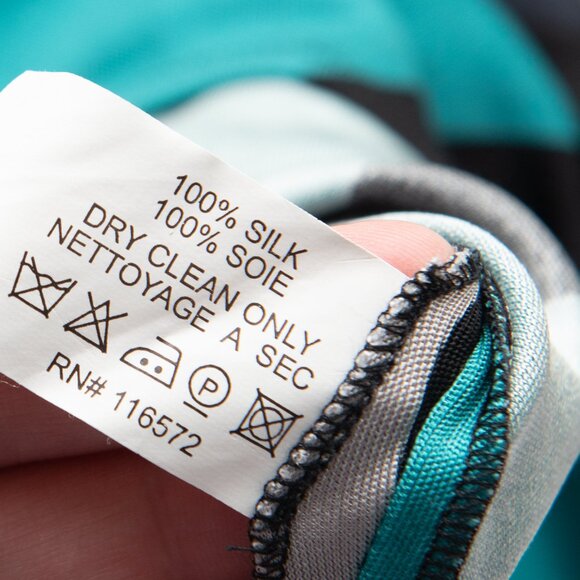 100% SILK
100% SOIE
DRY CLEAN ONLY
NETTOYAGE A SEC
P
RN# 116572